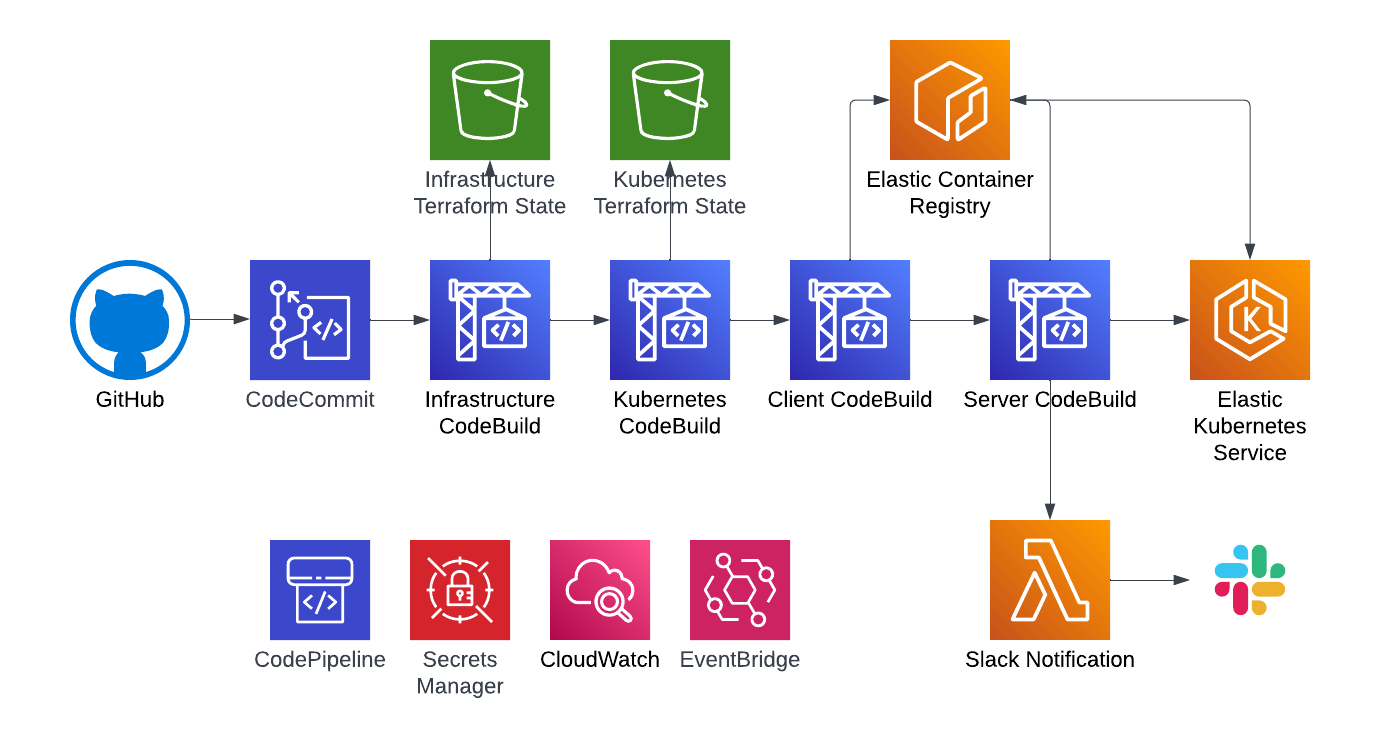 Infrastructure
Terraform State
Kubernetes
Terraform State
Elastic Container
Registry
GitHub
CodeCommit
Infrastructure
CodeBuild
Kubernetes
CodeBuild
Client CodeBuild
Server CodeBuild
K
Elastic
Kubernetes
Service
CodePipeline
Secrets
Manager
CloudWatch
EventBridge
Slack Notification